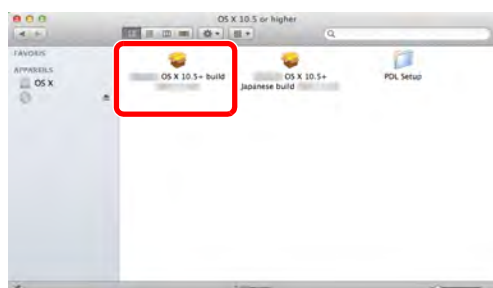 OS X 10.5 or higher
FAVORIS
APPAREILS
OS X
OS X 10.5+ build
OS X 10.5+
Japanese build
PDL Setup